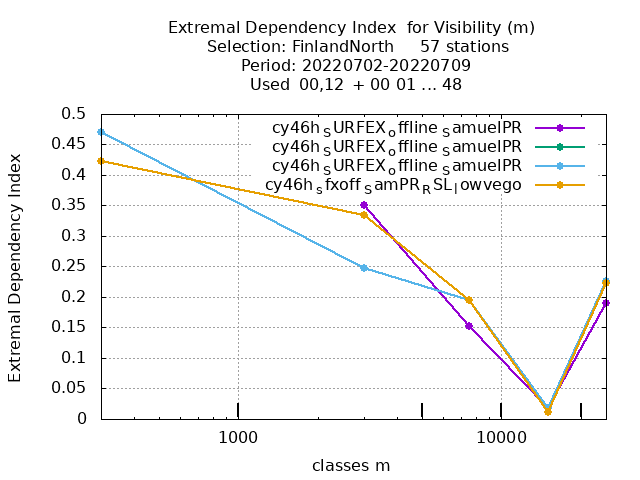 Extremal Dependency Index  for Visibility (m)
Selection: FinlandNorth     57 stations
Period: 20220702-20220709
Used  00,12  + 00 01 ... 48
0.5
0.45
0.4
0.35
0.3
0.25
0.2
0.15
0.1
0.05
0
Extremal Dependency Index
cy46h_SURFEX_offline_SamuelPR
cy46h_SURFEX_offline_SamuelPR
cy46h_SURFEX_offline_SamuelPR
cy46h_sfxoff_SamPR_RSL_lowvego
1000
10000
classes m